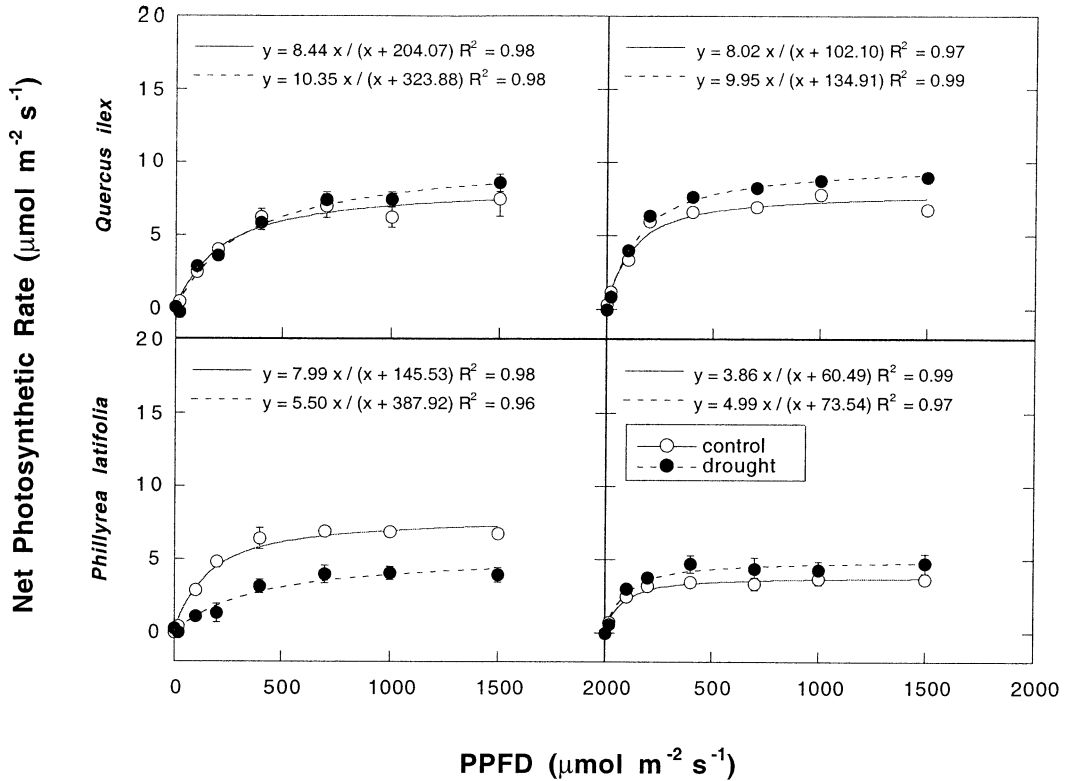 Net Photosynthetic Rate (μmol m⁻² s⁻¹)
Quercus ilex
20
15
10
5
0
y = 8.44 x / (x + 204.07) R² = 0.98
y = 10.35 x / (x + 323.88) R² = 0.98
y = 8.02 x / (x + 102.10) R² = 0.97
y = 9.95 x / (x + 134.91) R² = 0.99
Phillyrea latifolia
20
15
10
5
0
y = 7.99 x / (x + 145.53) R² = 0.98
y = 5.50 x / (x + 387.92) R² = 0.96
y = 3.86 x / (x + 60.49) R² = 0.99
y = 4.99 x / (x + 73.54) R² = 0.97
control
drought
0 500 1000 1500 2000 500 1000 1500 2000
PPFD (μmol m⁻² s⁻¹)